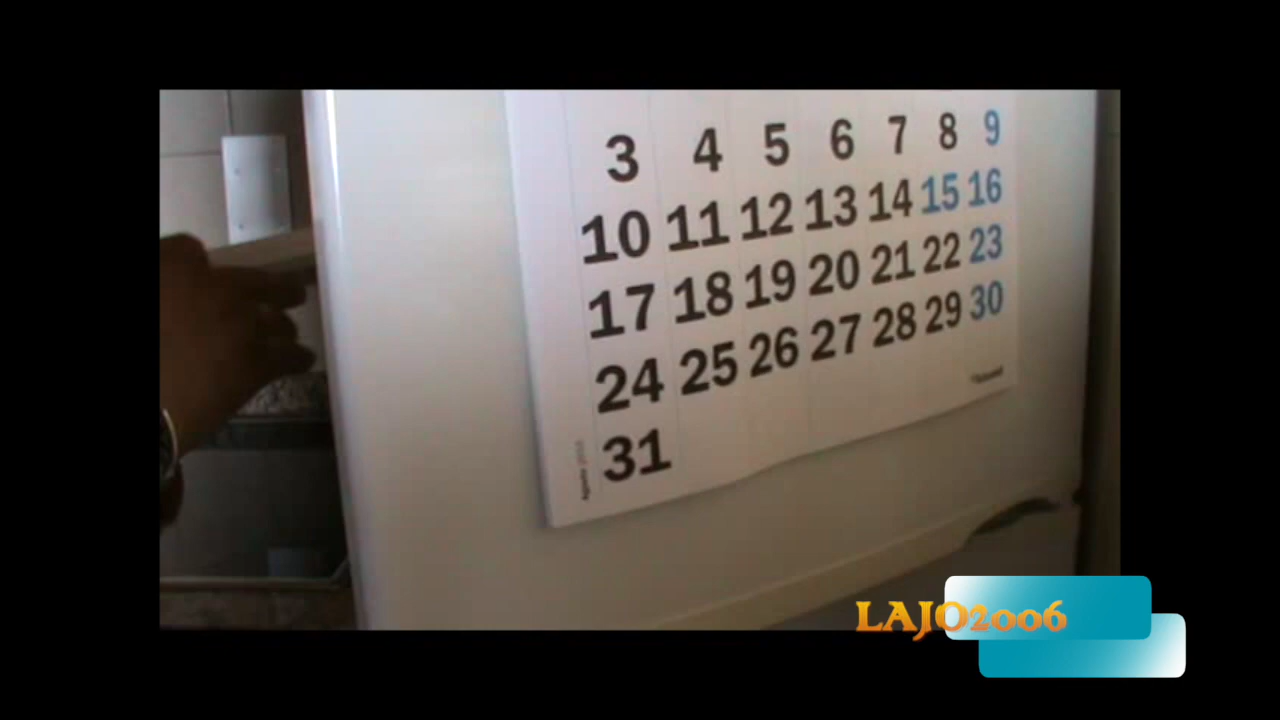 3 4 5 6 7 8 9
10 11 12 13 14 15 16
17 18 19 20 21 22 23
24 25 26 27 28 29 30
31
LAJO2006